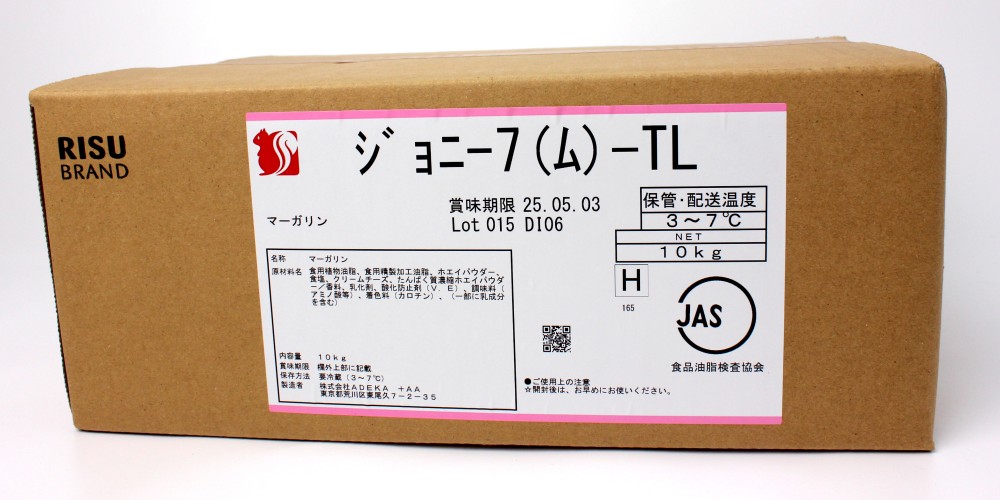 RISU
BRAND
ジョニー7(ム)-TL
賞味期限 25.05.03
Lot 015 DI06
マーガリン
保管・配送温度
3~7℃
NET
10kg
名称 マーガリン
原材料名 食用植物油脂、食用精製加工油脂、ホエイパウダー、
食塩、クリームチーズ、たんぱく質濃縮ホエイパウダ
ー/香料、乳化剤、酸化防止剤(V.E)、調味料(
アミノ酸等)、着色料(カロチン)、(一部に乳成分
を含む)
内容量 10kg
賞味期限 欄外上部に記載
保存方法 要冷蔵(3~7℃)
製造者 株式会社ADEKA +AA
東京都荒川区東尾久7-2-35
H
165
JAS
食品油脂検査協会
●ご使用上の注意
☆開封後は、お早めにお使いください。